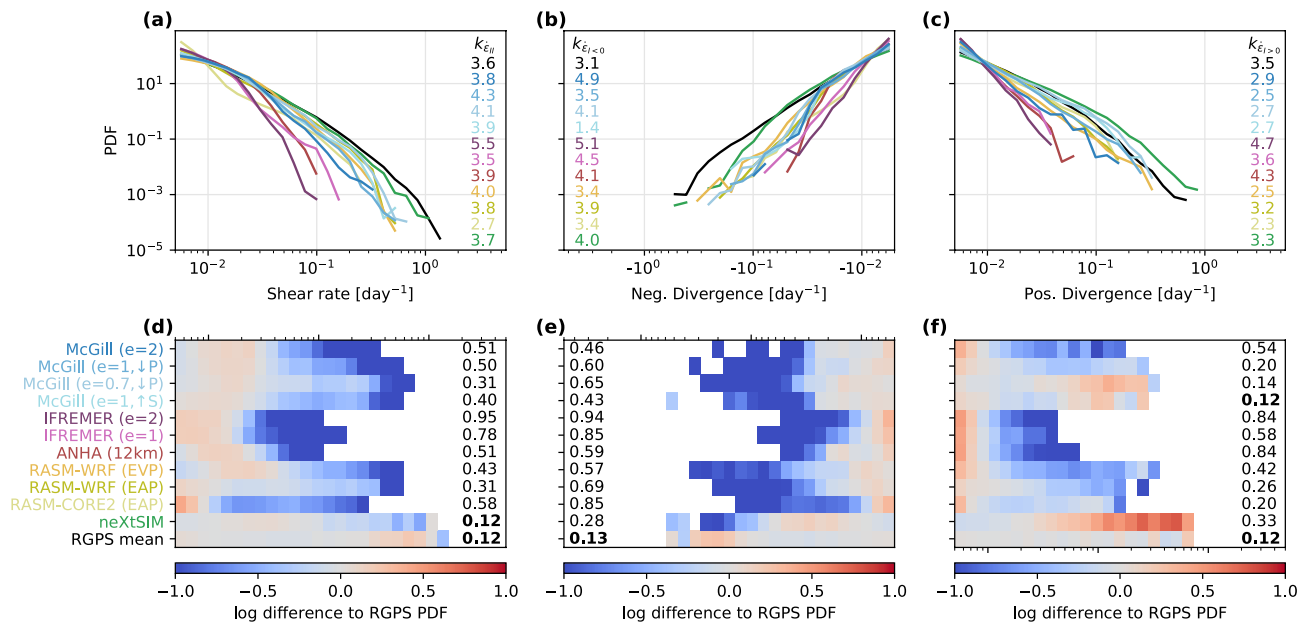 (a)
(b)
(c)
PDF
10^1
10^-1
10^-3
10^-5
k_ε̇_II
3.6
3.8
4.3
4.1
3.9
5.5
3.5
3.9
4.0
3.8
2.7
3.7
10^-2
10^-1
10^0
Shear rate [day^-1]
k_ε̇_I<0
3.1
4.9
3.5
4.1
1.4
5.1
4.5
4.1
3.4
3.9
3.4
4.0
-10^0
-10^-1
-10^-2
Neg. Divergence [day^-1]
k_ε̇_I>0
3.5
2.9
2.5
2.7
2.7
4.7
3.6
4.3
2.5
3.2
2.3
3.3
10^-2
10^-1
10^0
Pos. Divergence [day^-1]
(d)
(e)
(f)
McGill (e=2) 0.51 0.46 0.54
McGill (e=1,↓P) 0.50 0.60 0.20
McGill (e=0.7,↓P) 0.31 0.65 0.14
McGill (e=1,↑S) 0.40 0.43 0.12
IFREMER (e=2) 0.95 0.94 0.84
IFREMER (e=1) 0.78 0.85 0.58
ANHA (12km) 0.51 0.59 0.84
RASM-WRF (EVP) 0.43 0.57 0.42
RASM-WRF (EAP) 0.31 0.69 0.26
RASM-CORE2 (EAP) 0.58 0.85 0.20
neXtSIM 0.12 0.28 0.33
RGPS mean 0.12 0.13 0.12
−1.0 −0.5 0.0 0.5 1.0
log difference to RGPS PDF
−1.0 −0.5 0.0 0.5 1.0
log difference to RGPS PDF
−1.0 −0.5 0.0 0.5 1.0
log difference to RGPS PDF